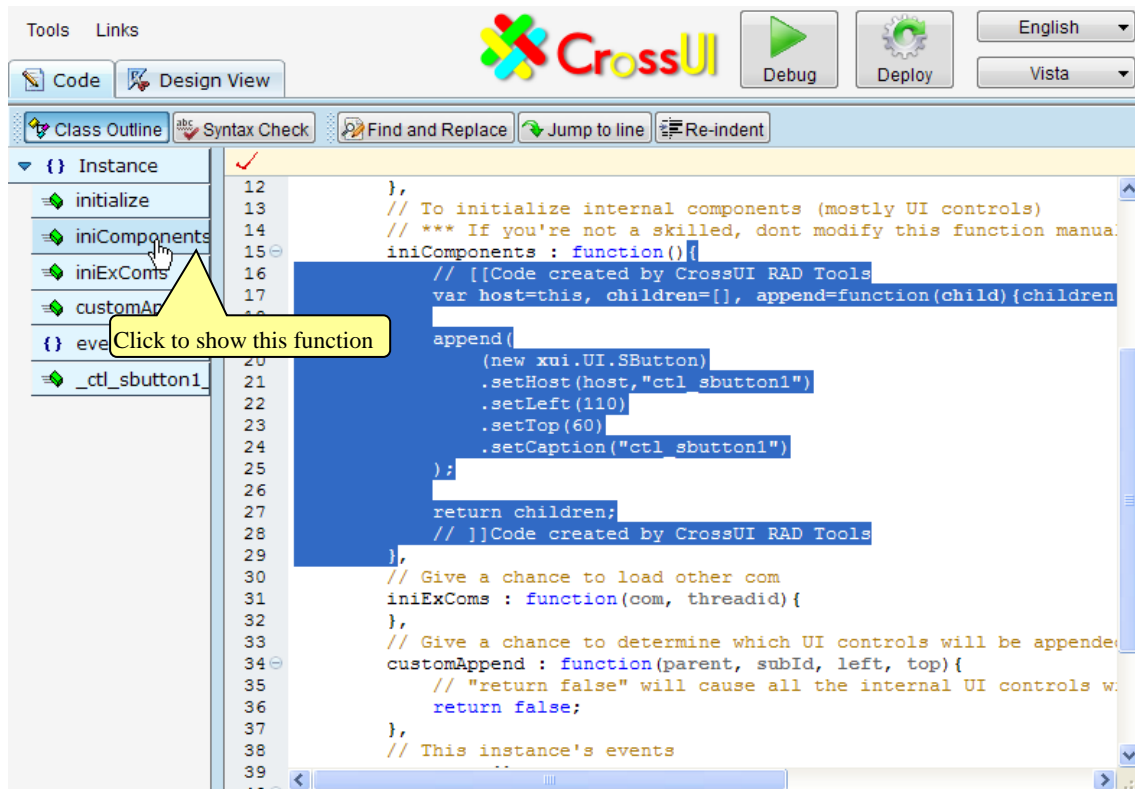 Tools Links
CrossUI
Debug
Deploy
English
Vista
Code Design View
Class Outline Syntax Check Find and Replace Jump to line Re-indent
{} Instance
initialize
iniComponents
iniExComs
customAp
{} eve
_ctl_sbutton1_
Click to show this function
12 },
13 // To initialize internal components (mostly UI controls)
14 // *** If you're not a skilled, dont modify this function manua
15 iniComponents : function(){
16 // [[Code created by CrossUI RAD Tools
17 var host=this, children=[], append=function(child){children
append(
20 (new xui.UI.SButton)
21 .setHost(host,"ctl_sbutton1")
22 .setLeft(110)
23 .setTop(60)
24 .setCaption("ctl_sbutton1")
25 );
26
27 return children;
28 // ]]Code created by CrossUI RAD Tools
29 },
30 // Give a chance to load other com
31 iniExComs : function(com, threadid){
32 },
33 // Give a chance to determine which UI controls will be appended
34 customAppend : function(parent, subId, left, top){
35 // "return false" will cause all the internal UI controls w
36 return false;
37 },
38 // This instance's events
39